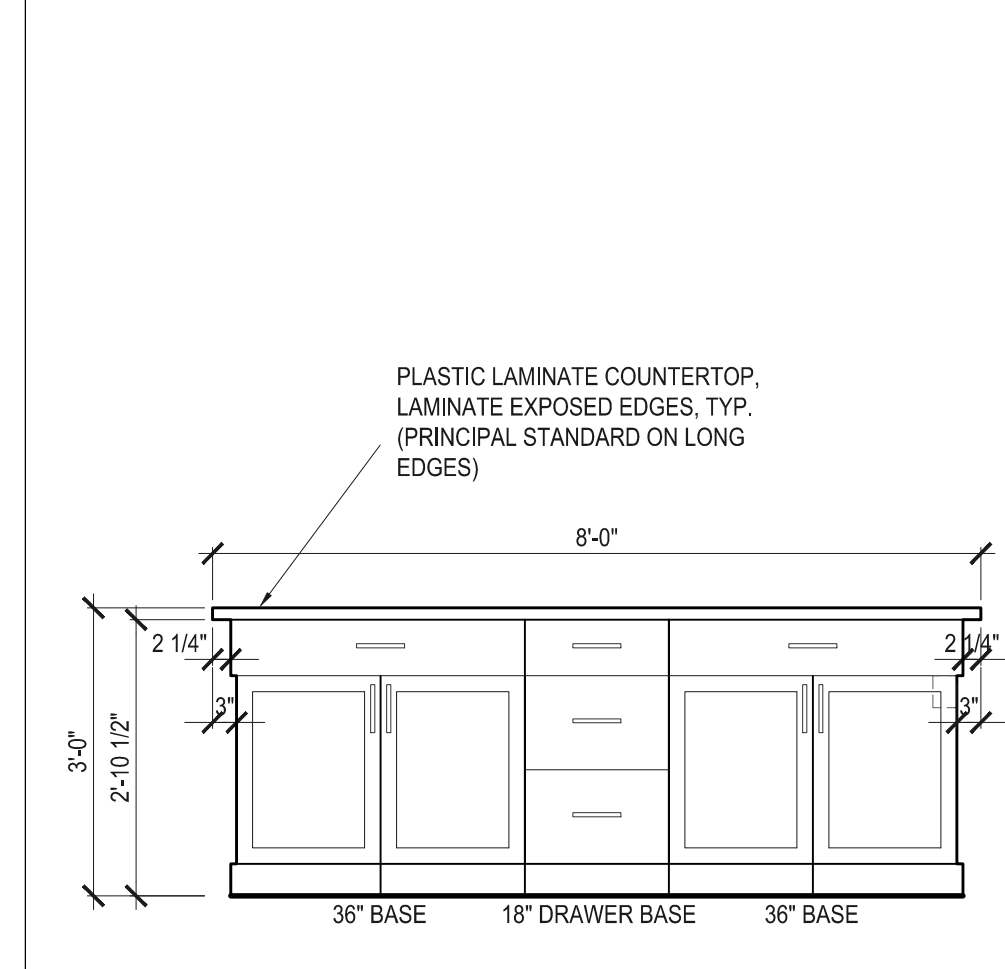 PLASTIC LAMINATE COUNTERTOP,
LAMINATE EXPOSED EDGES, TYP.
(PRINCIPAL STANDARD ON LONG
EDGES)
8'-0"
2 1/4"
2 1/4"
3"
3"
3'-0"
2'-10 1/2"
36" BASE
18" DRAWER BASE
36" BASE